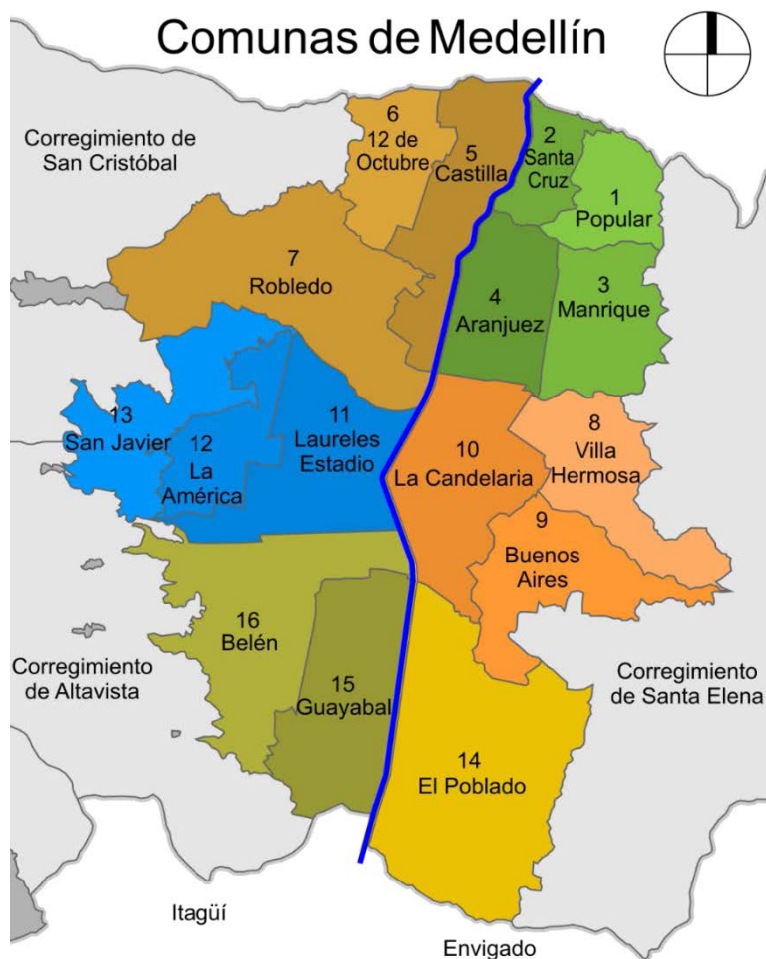 Comunas de Medellín
Corregimiento de
San Cristóbal
6
12 de
Octubre
5
Castilla
2
Santa
Cruz
1
Popular
7
Robledo
4
Aranjuez
3
Manrique
13
San Javier
12
La
América
11
Laureles
Estadio
10
La Candelaria
8
Villa
Hermosa
9
Buenos
Aires
16
Belén
Corregimiento
de Altavista
15
Guayabal
14
El Poblado
Corregimiento
de Santa Elena
Itagüí
Envigado